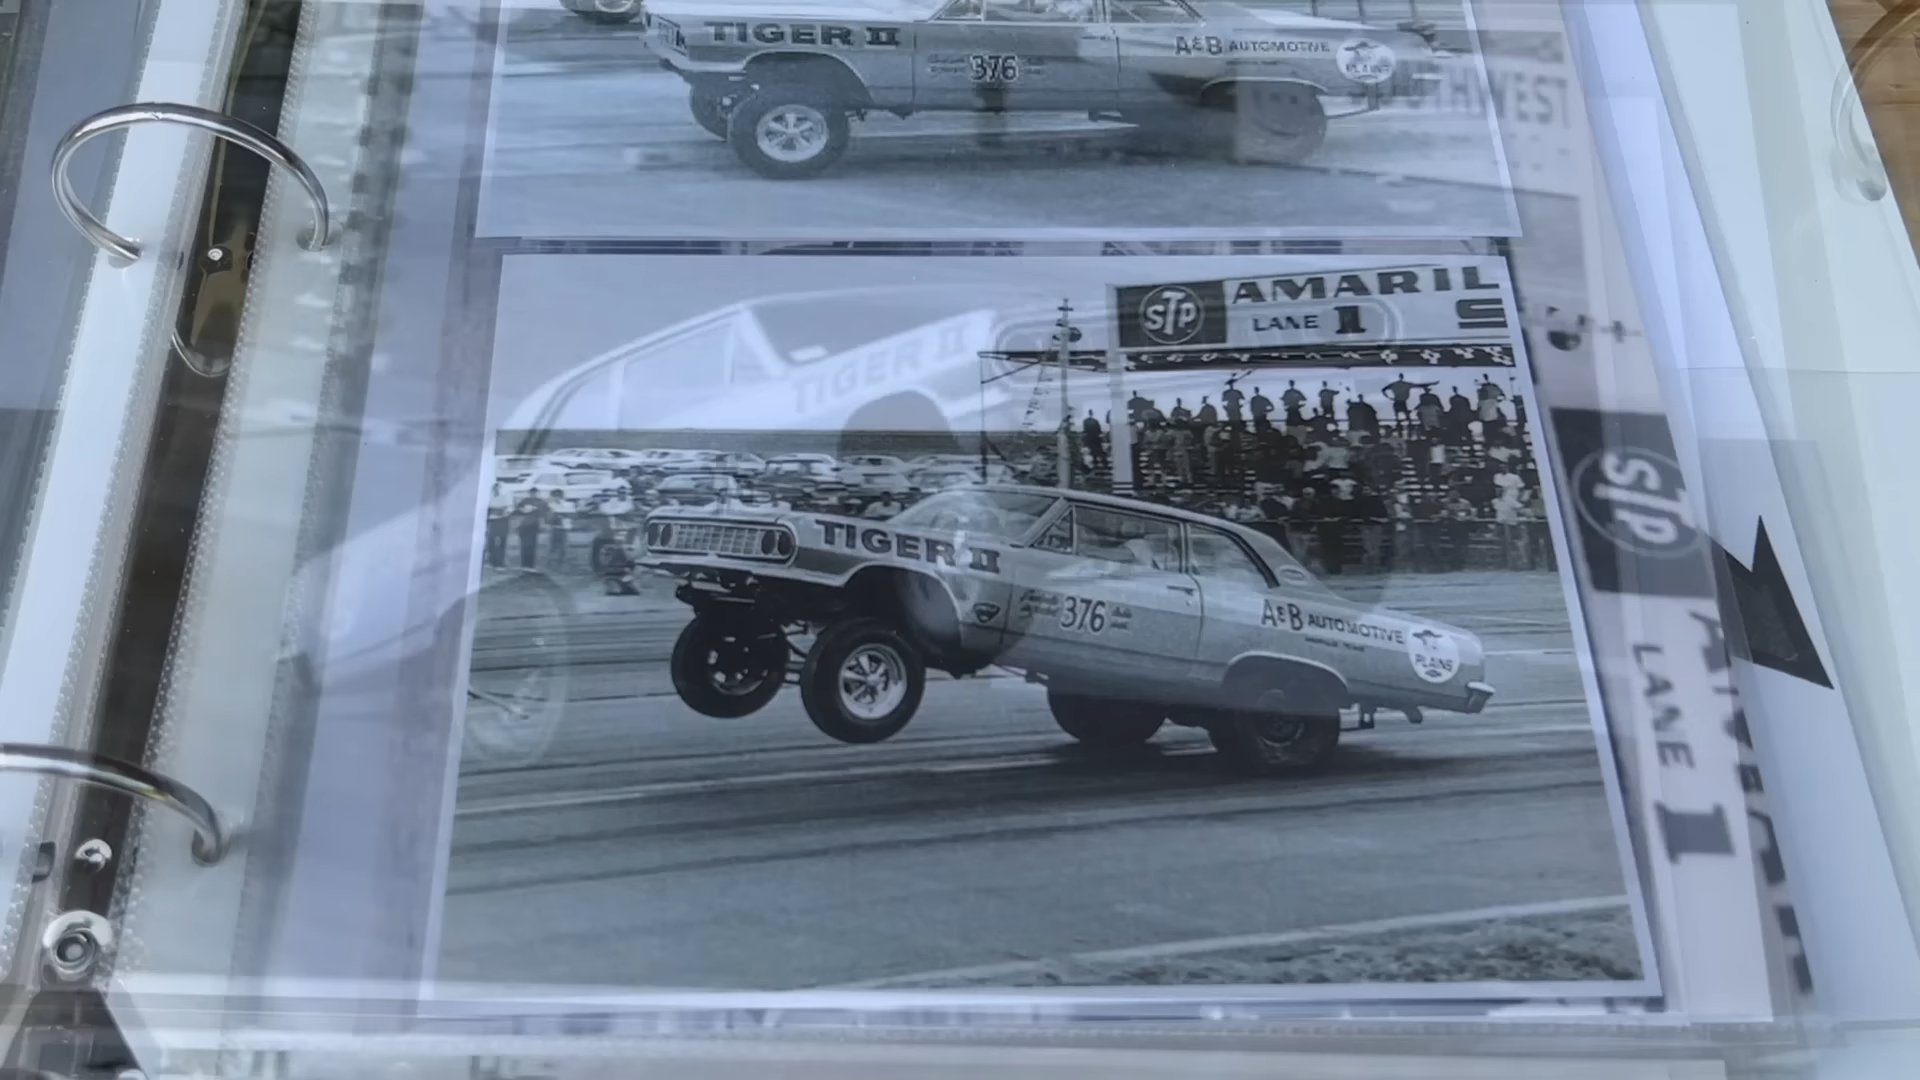 TIGER II
376
A&B AUTOMOTIVE
PLAINS
STP
AMARIL
LANE 1
S
TIGER II
TIGER II
376
A&B AUTOMOTIVE
PLAINS
STP
LANE 1